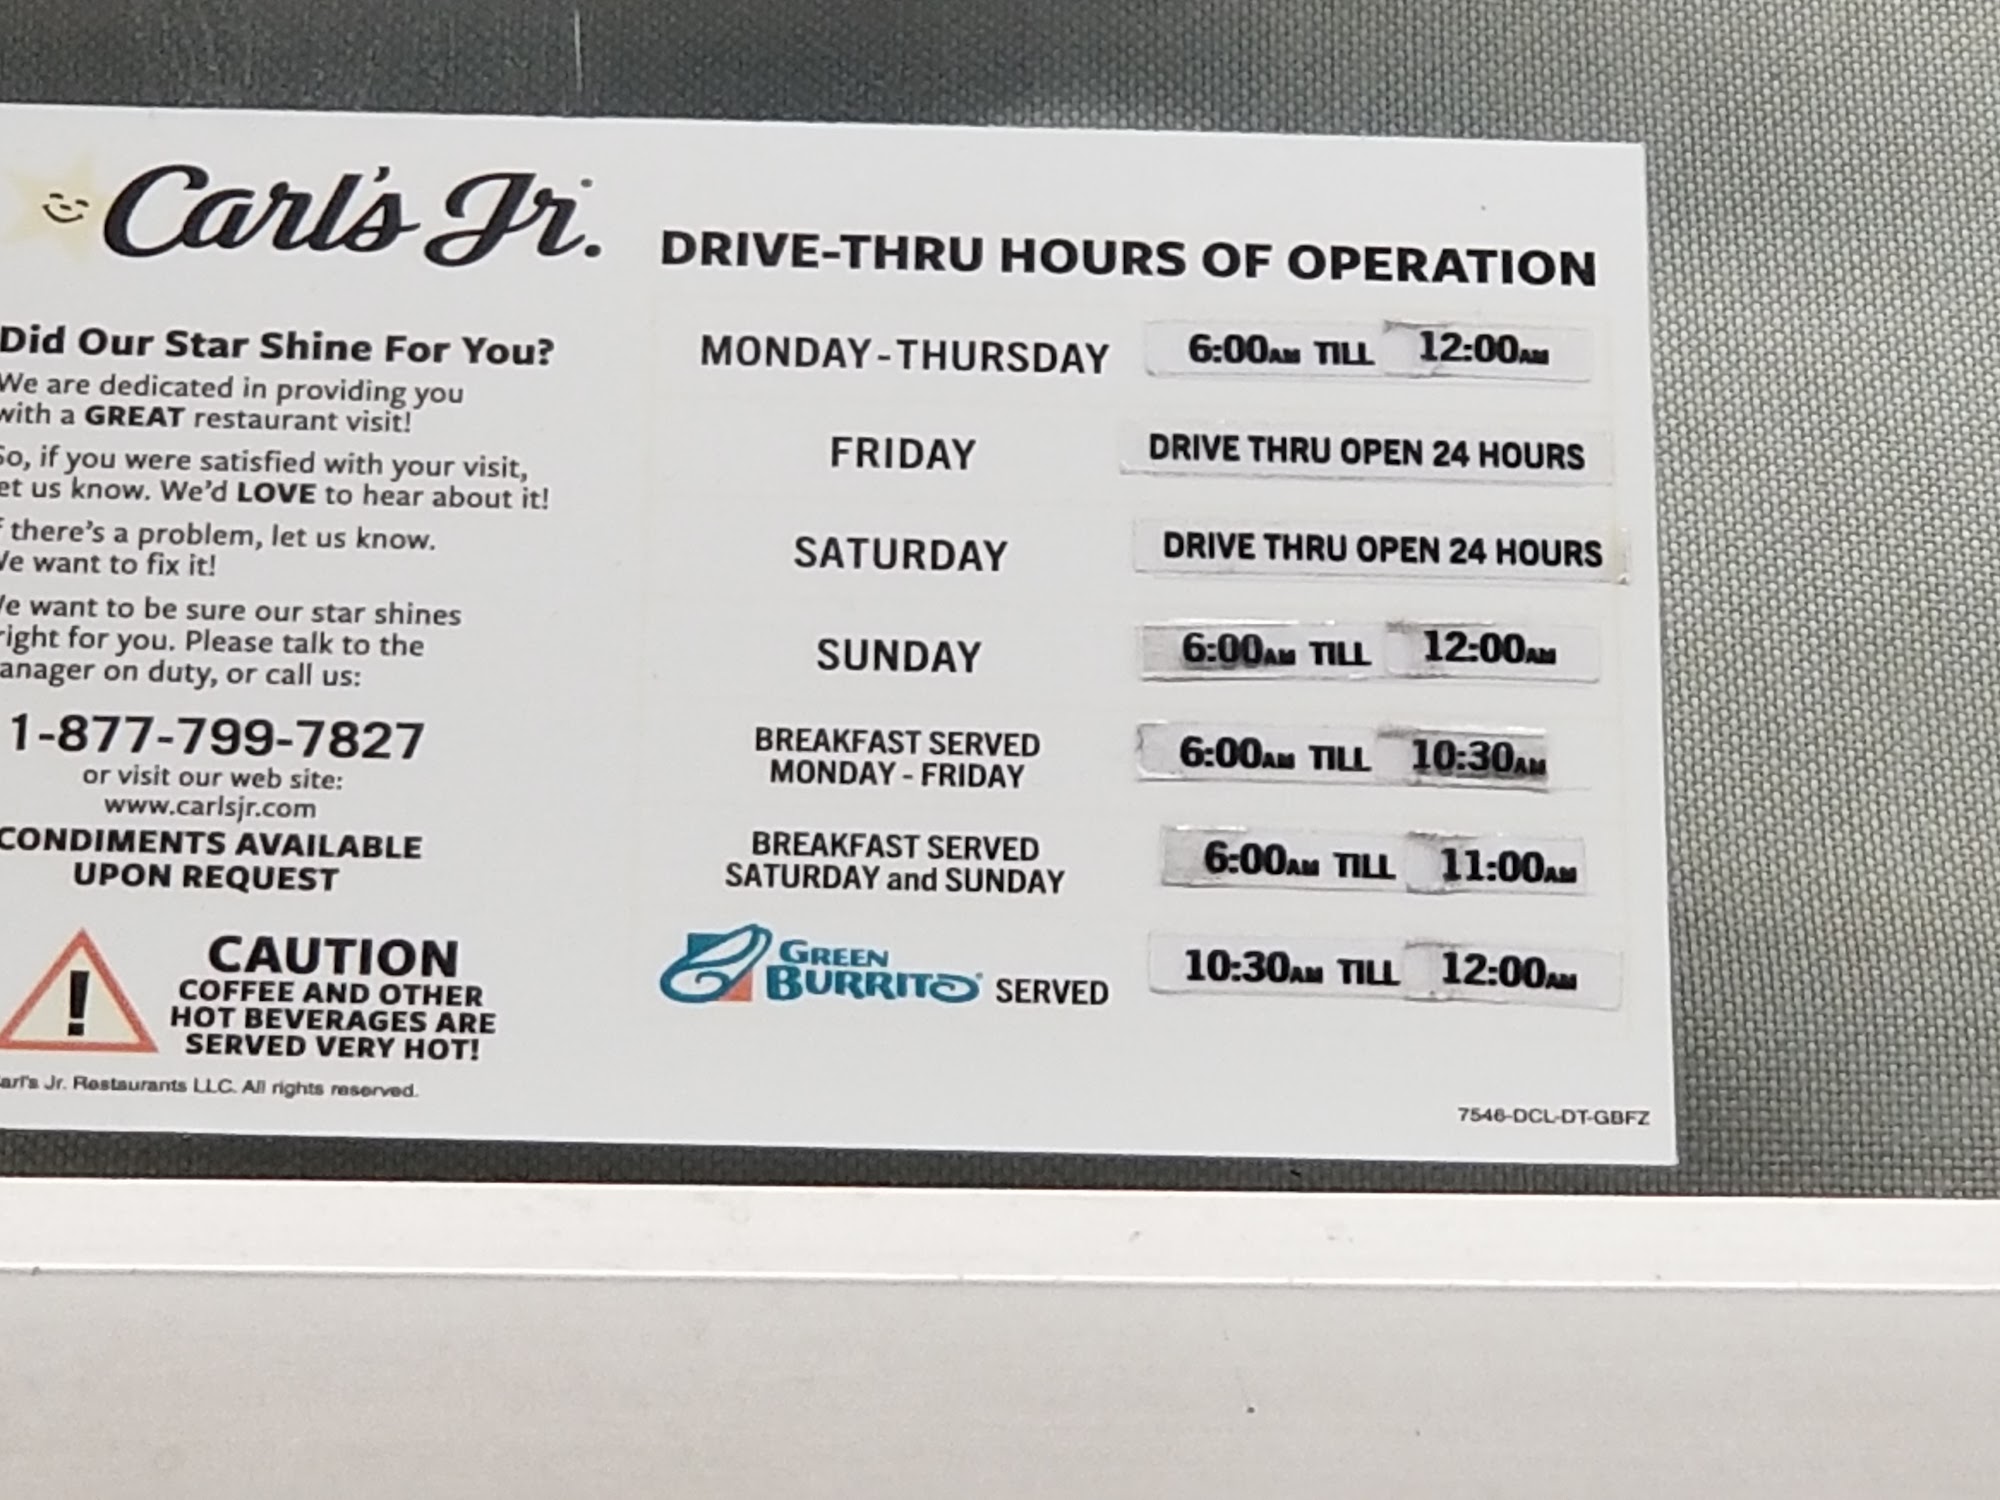 Carl's Jr.
Did Our Star Shine For You?
We are dedicated in providing you
with a GREAT restaurant visit!
So, if you were satisfied with your visit,
let us know. We'd LOVE to hear about it!
there's a problem, let us know.
We want to fix it!
We want to be sure our star shines
right for you. Please talk to the
manager on duty, or call us:
1-877-799-7827
or visit our web site:
www.carlsjr.com
CONDIMENTS AVAILABLE
UPON REQUEST
! CAUTION
COFFEE AND OTHER
HOT BEVERAGES ARE
SERVED VERY HOT!
Carl's Jr. Restaurants LLC. All rights reserved.
DRIVE-THRU HOURS OF OPERATION
MONDAY-THURSDAY 6:00AM TILL 12:00AM
FRIDAY DRIVE THRU OPEN 24 HOURS
SATURDAY DRIVE THRU OPEN 24 HOURS
SUNDAY 6:00AM TILL 12:00AM
BREAKFAST SERVED
MONDAY - FRIDAY 6:00AM TILL 10:30AM
BREAKFAST SERVED
SATURDAY and SUNDAY 6:00AM TILL 11:00AM
GREEN
BURRITO SERVED 10:30AM TILL 12:00AM
7546-DCL-DT-GBFZ